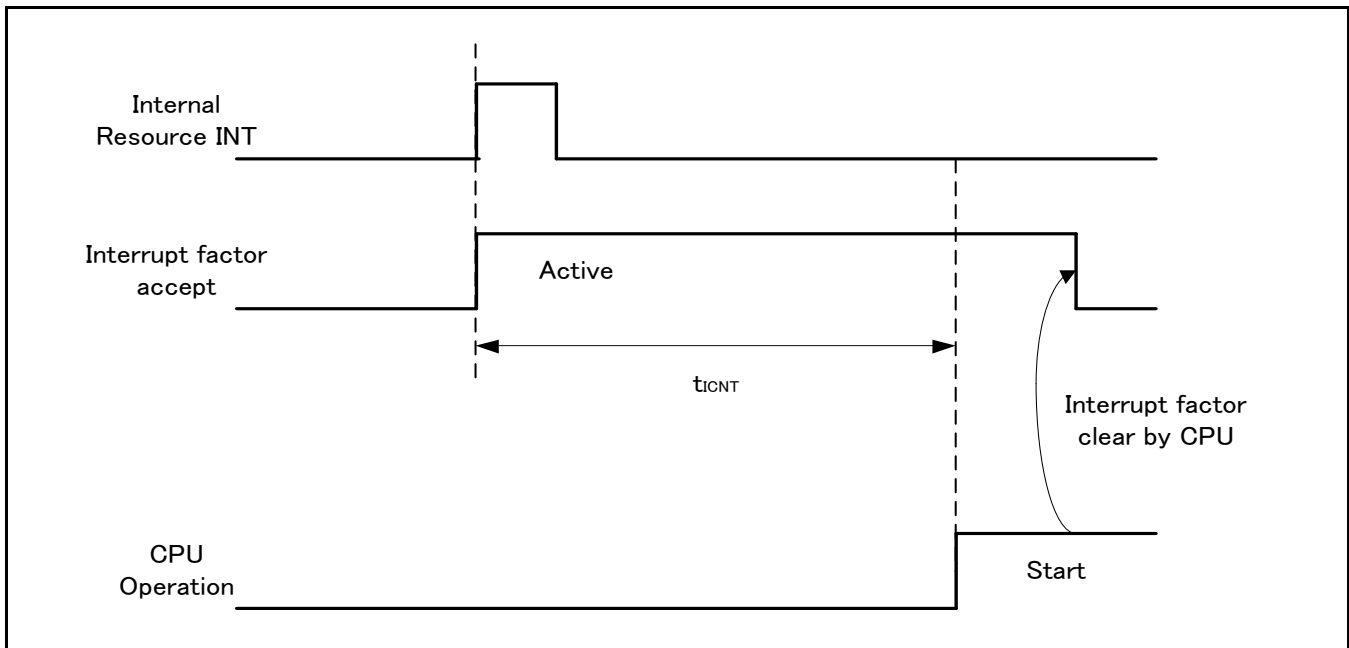 Internal
Resource INT
Interrupt factor
accept
Active
tICNT
Interrupt factor
clear by CPU
CPU
Operation
Start